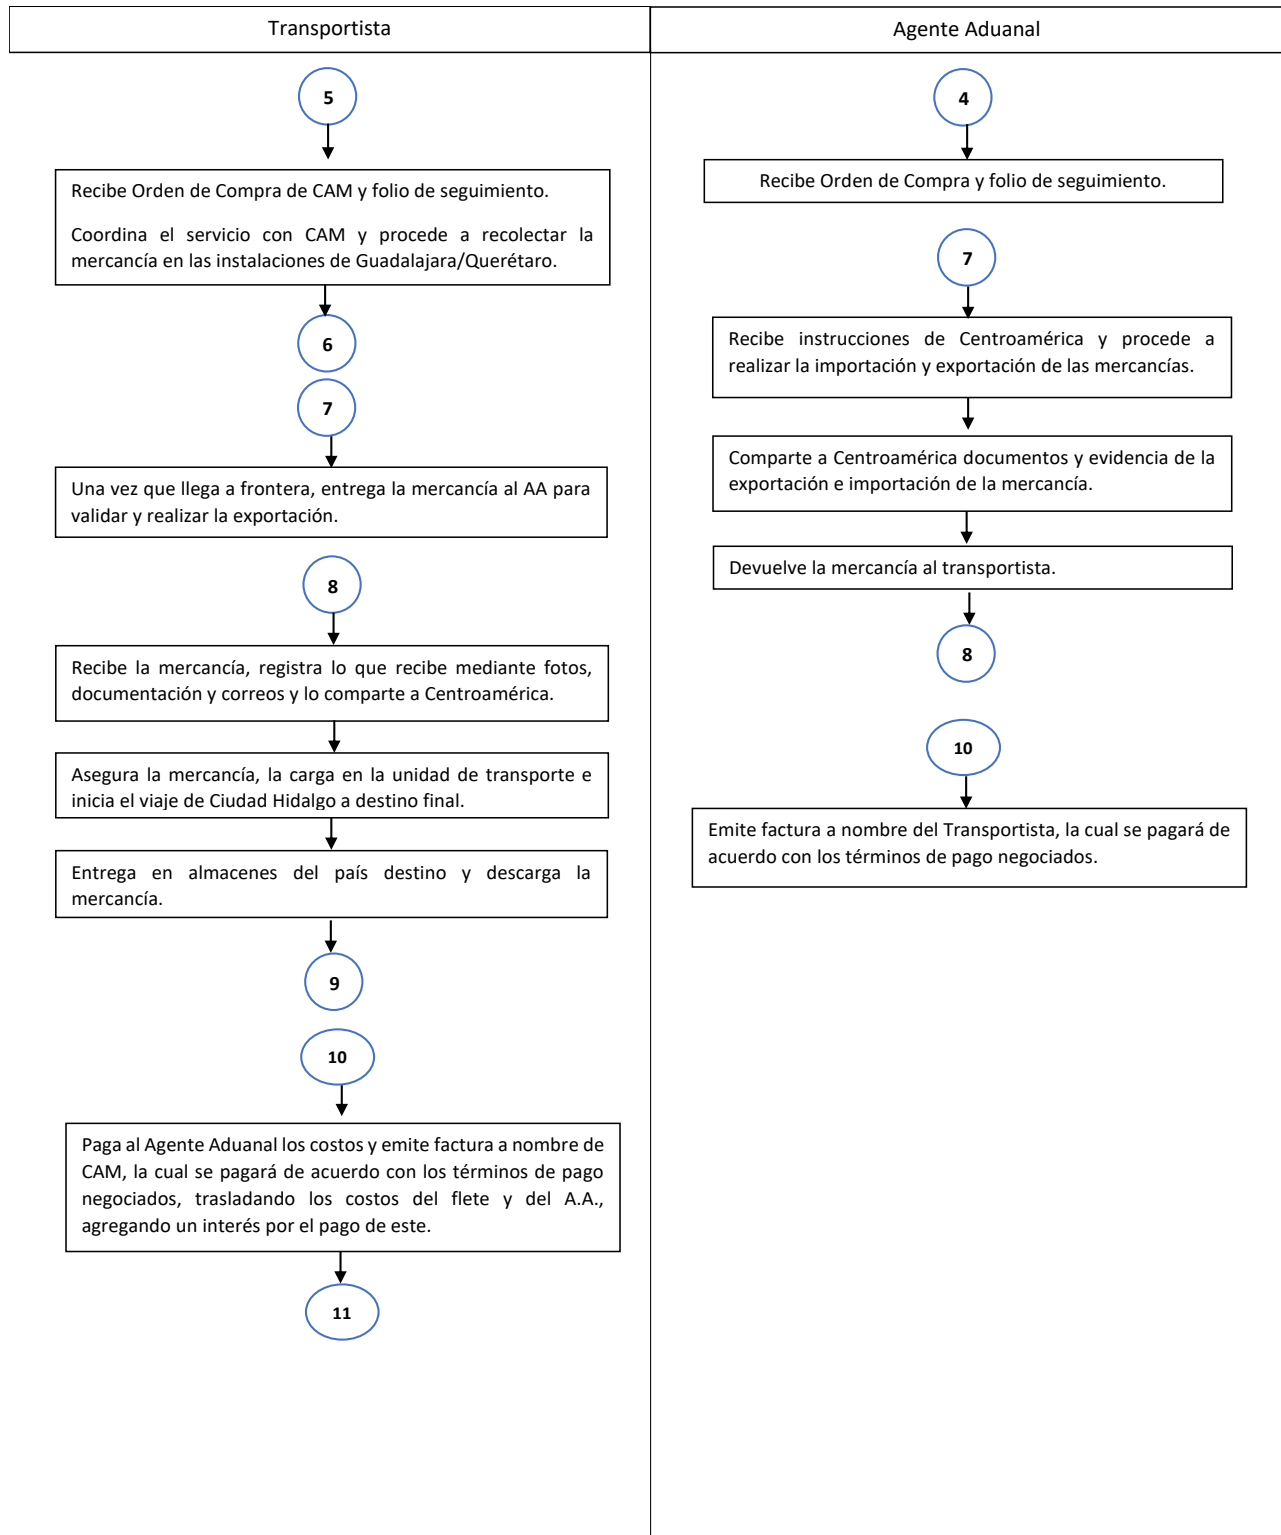 Transportista
5
Recibe Orden de Compra de CAM y folio de seguimiento.
Coordina el servicio con CAM y procede a recolectar la
mercancía en las instalaciones de Guadalajara/Querétaro.
6
7
Una vez que llega a frontera, entrega la mercancía al AA para
validar y realizar la exportación.
8
Recibe la mercancía, registra lo que recibe mediante fotos,
documentación y correos y lo comparte a Centroamérica.
Asegura la mercancía, la carga en la unidad de transporte e
inicia el viaje de Ciudad Hidalgo a destino final.
Entrega en almacenes del país destino y descarga la
mercancía.
9
10
Paga al Agente Aduanal los costos y emite factura a nombre de
CAM, la cual se pagará de acuerdo con los términos de pago
negociados, trasladando los costos del flete y del A.A.,
agregando un interés por el pago de este.
11
Agente Aduanal
4
Recibe Orden de Compra y folio de seguimiento.
7
Recibe instrucciones de Centroamérica y procede a
realizar la importación y exportación de las mercancías.
Comparte a Centroamérica documentos y evidencia de la
exportación e importación de la mercancía.
Devuelve la mercancía al transportista.
8
10
Emite factura a nombre del Transportista, la cual se pagará de
acuerdo con los términos de pago negociados.